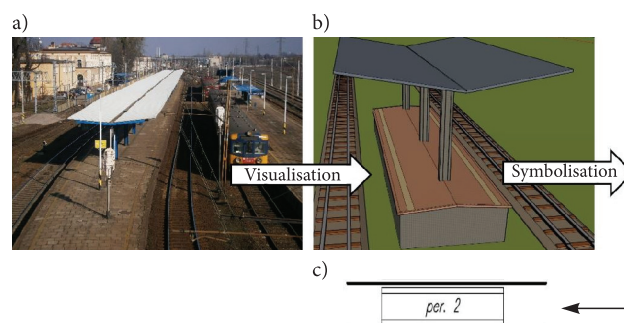 a)
b)
Visualisation
Symbolisation
c)
per. 2